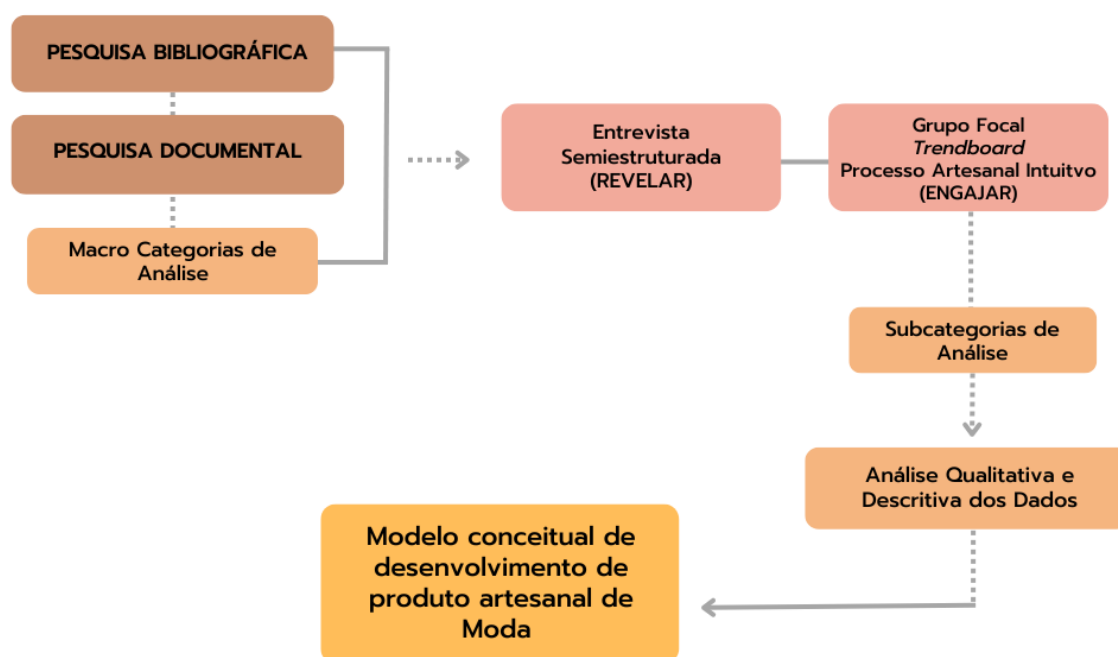 PESQUISA BIBLIOGRÁFICA
PESQUISA DOCUMENTAL
Macro Categorias de
Análise
Entrevista
Semiestruturada
(REVELAR)
Grupo Focal
Trendboard
Processo Artesanal Intuitvo
(ENGAJAR)
Subcategorias de
Análise
Análise Qualitativa e
Descritiva dos Dados
Modelo conceitual de
desenvolvimento de
produto artesanal de
Moda